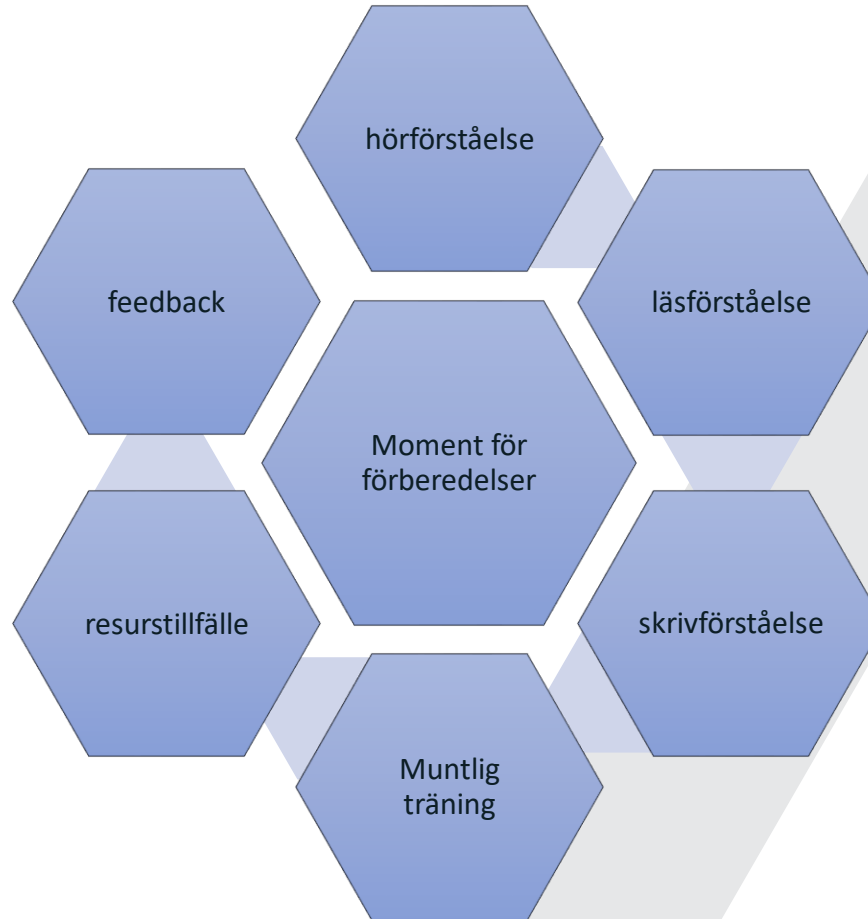 hörförståelse
feedback
läsförståelse
Moment för
förberedelser
resurstillfälle
skrivförståelse
Muntlig
träning